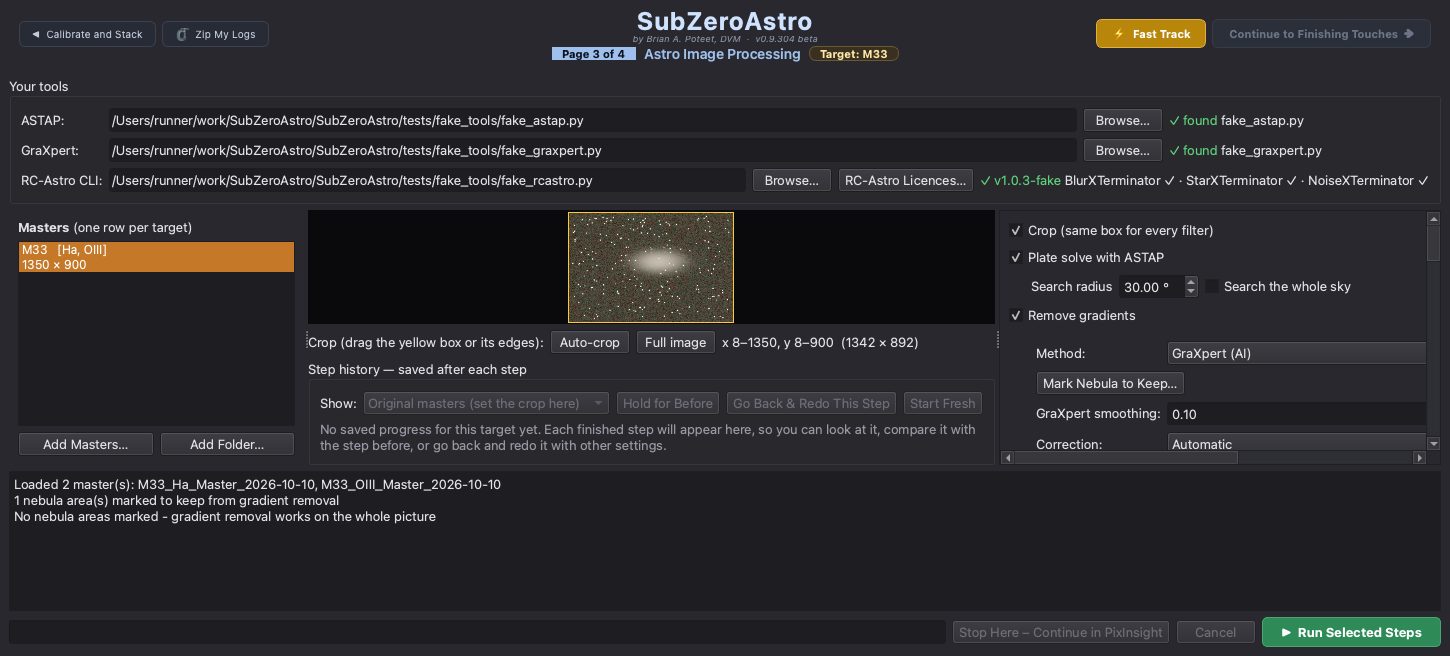 ◄ Calibrate and Stack
Zip My Logs
SubZeroAstro
by Brian A. Poteet, DVM · v0.9.304 beta
Page 3 of 4
Astro Image Processing
Target: M33
⚡ Fast Track
Continue to Finishing Touches
Your tools
ASTAP: /Users/runner/work/SubZeroAstro/SubZeroAstro/tests/fake_tools/fake_astap.py Browse... ✓ found fake_astap.py
GraXpert: /Users/runner/work/SubZeroAstro/SubZeroAstro/tests/fake_tools/fake_graxpert.py Browse... ✓ found fake_graxpert.py
RC-Astro CLI: /Users/runner/work/SubZeroAstro/SubZeroAstro/tests/fake_tools/fake_rcastro.py Browse... RC-Astro Licences... ✓ v1.0.3-fake BlurXTerminator ✓ · StarXTerminator ✓ · NoiseXTerminator ✓
Masters (one row per target)
M33 [Ha, OIII]
1350 × 900
Add Masters... Add Folder...
Crop (drag the yellow box or its edges): Auto-crop Full image x 8–1350, y 8–900 (1342 × 892)
Step history — saved after each step
Show: Original masters (set the crop here) Hold for Before Go Back & Redo This Step Start Fresh
No saved progress for this target yet. Each finished step will appear here, so you can look at it, compare it with
the step before, or go back and redo it with other settings.
✓ Crop (same box for every filter)
✓ Plate solve with ASTAP
Search radius 30.00 ° Search the whole sky
✓ Remove gradients
Method: GraXpert (AI)
Mark Nebula to Keep...
GraXpert smoothing: 0.10
Correction: Automatic
Loaded 2 master(s): M33_Ha_Master_2026-10-10, M33_OIII_Master_2026-10-10
1 nebula area(s) marked to keep from gradient removal
No nebula areas marked - gradient removal works on the whole picture
Stop Here – Continue in PixInsight Cancel ► Run Selected Steps